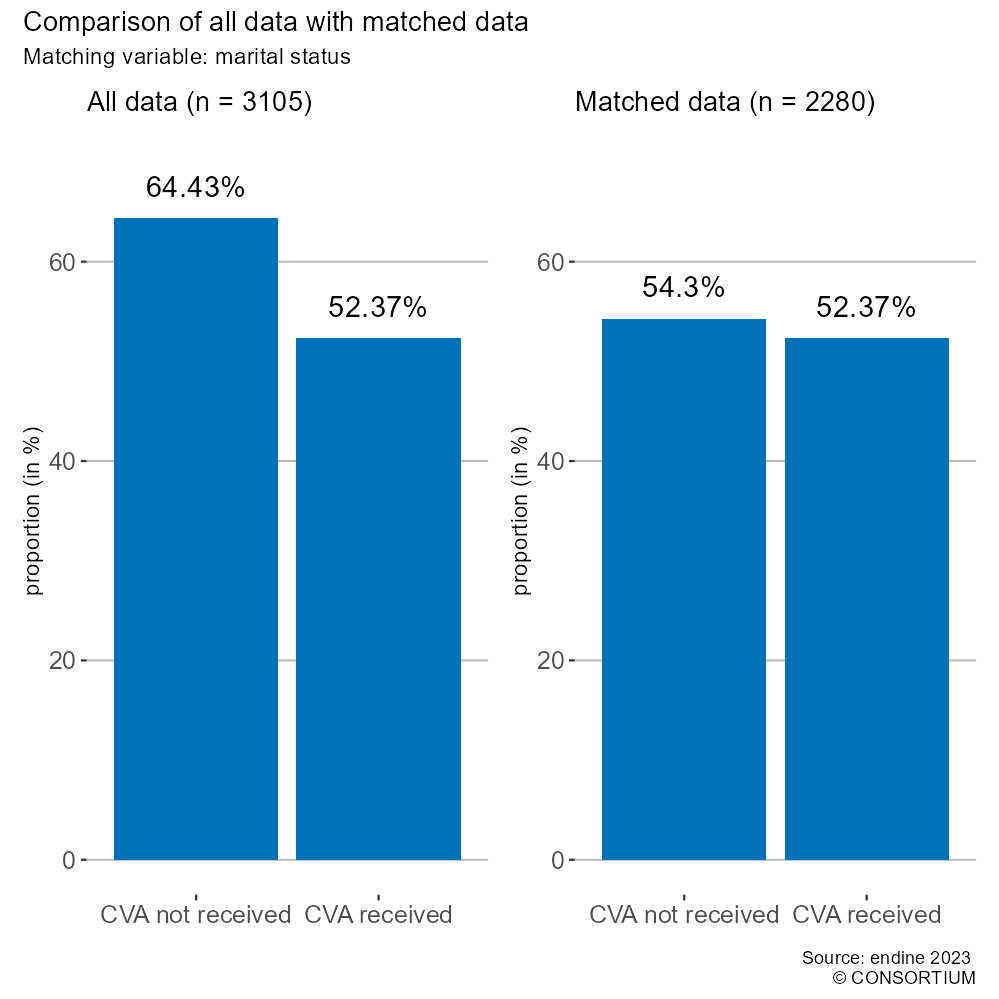 Comparison of all data with matched data
Matching variable: marital status
All data (n = 3105)
64.43%
52.37%
60
40
20
0
proportion (in %)
CVA not received
CVA received
Matched data (n = 2280)
54.3%
52.37%
60
40
20
0
proportion (in %)
CVA not received
CVA received
Source: endine 2023
© CONSORTIUM